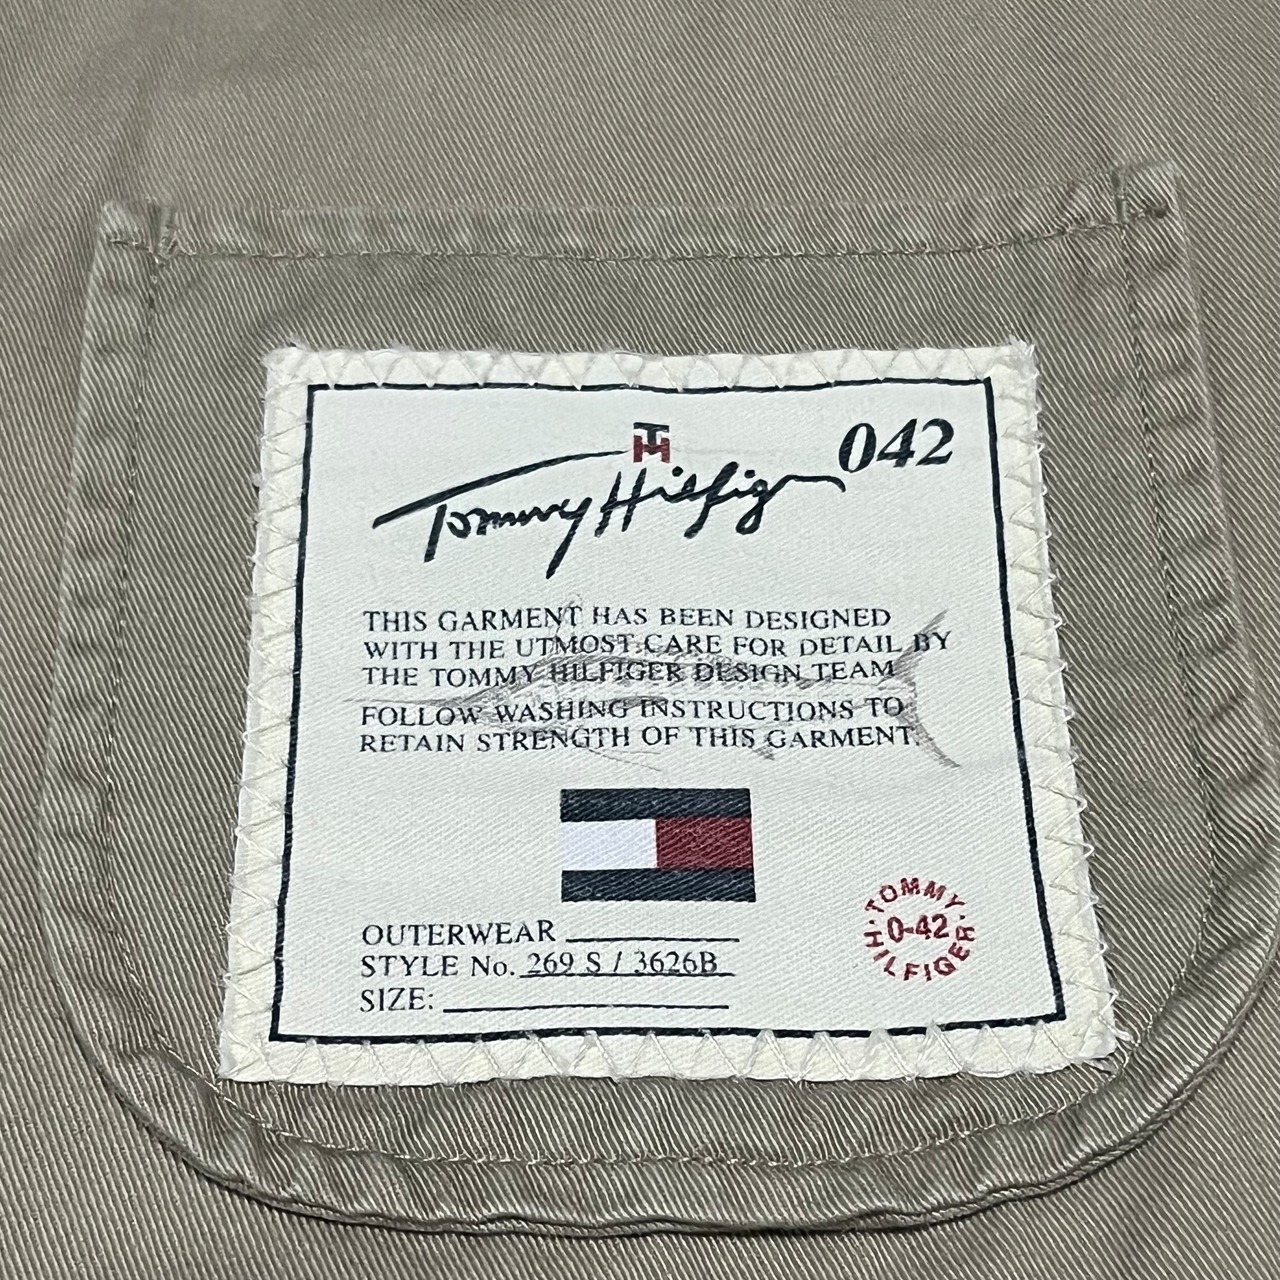 TH
Tommy Hilfiger 042
THIS GARMENT HAS BEEN DESIGNED
WITH THE UTMOST CARE FOR DETAIL BY
THE TOMMY HILFIGER DESIGN TEAM
FOLLOW WASHING INSTRUCTIONS TO
RETAIN STRENGTH OF THIS GARMENT.
OUTERWEAR
STYLE No. 269 S / 3626B
SIZE:
· TOMMY ·
0-42
HILFIGER